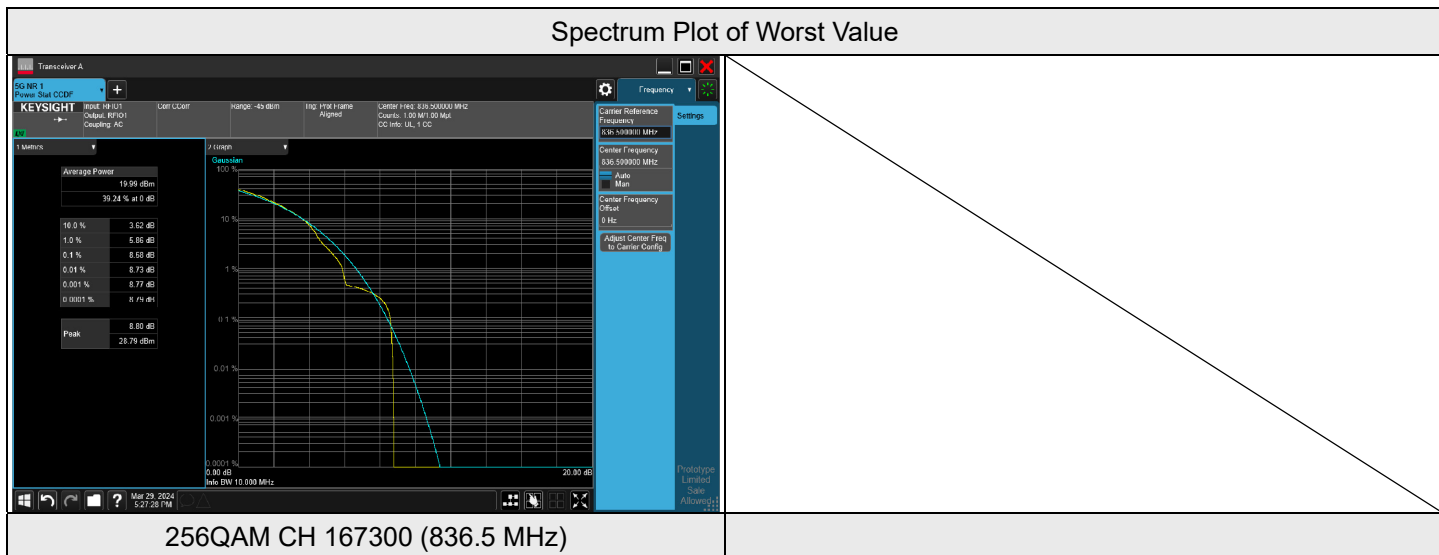 Spectrum Plot of Worst Value
Transceiver A
5G NR 1
Power Stat CCDF
+
Frequency
KEYSIGHT
Input: RFIO1
Output: RFIO1
Coupling: AC
Corr CCorr
Range: -45 dBm
Trig: Prot Frame
Aligned
Center Freq: 836.500000 MHz
Counts: 1.00 M/1.00 Mpt
CC Info: UL, 1 CC
1 Metrics
Average Power
19.99 dBm
39.24 % at 0 dB
10.0 % 3.62 dB
1.0 % 5.86 dB
0.1 % 8.58 dB
0.01 % 8.73 dB
0.001 % 8.77 dB
0.0001 % 8.79 dB
Peak
8.80 dB
28.79 dBm
2 Graph
Gaussian
100 %
10 %
1 %
0.1 %
0.01 %
0.001 %
0.0001 %
0.00 dB
20.00 dB
Info BW 10.000 MHz
Carrier Reference
Frequency
836.500000 MHz
Center Frequency
836.500000 MHz
Auto
Man
Center Frequency
Offset
0 Hz
Adjust Center Freq
to Carrier Config
Settings
Prototype
Limited
Sale
Allowed
?
Mar 29, 2024
5:27:28 PM
256QAM CH 167300 (836.5 MHz)